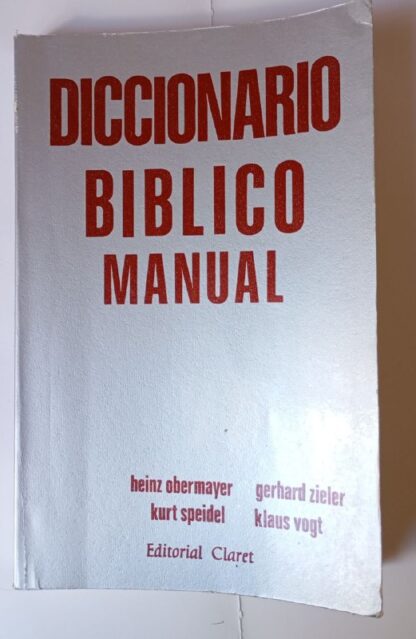 DICCIONARIO
BIBLICO
MANUAL
heinz obermayer gerhard zieler
kurt speidel klaus vogt
Editorial Claret